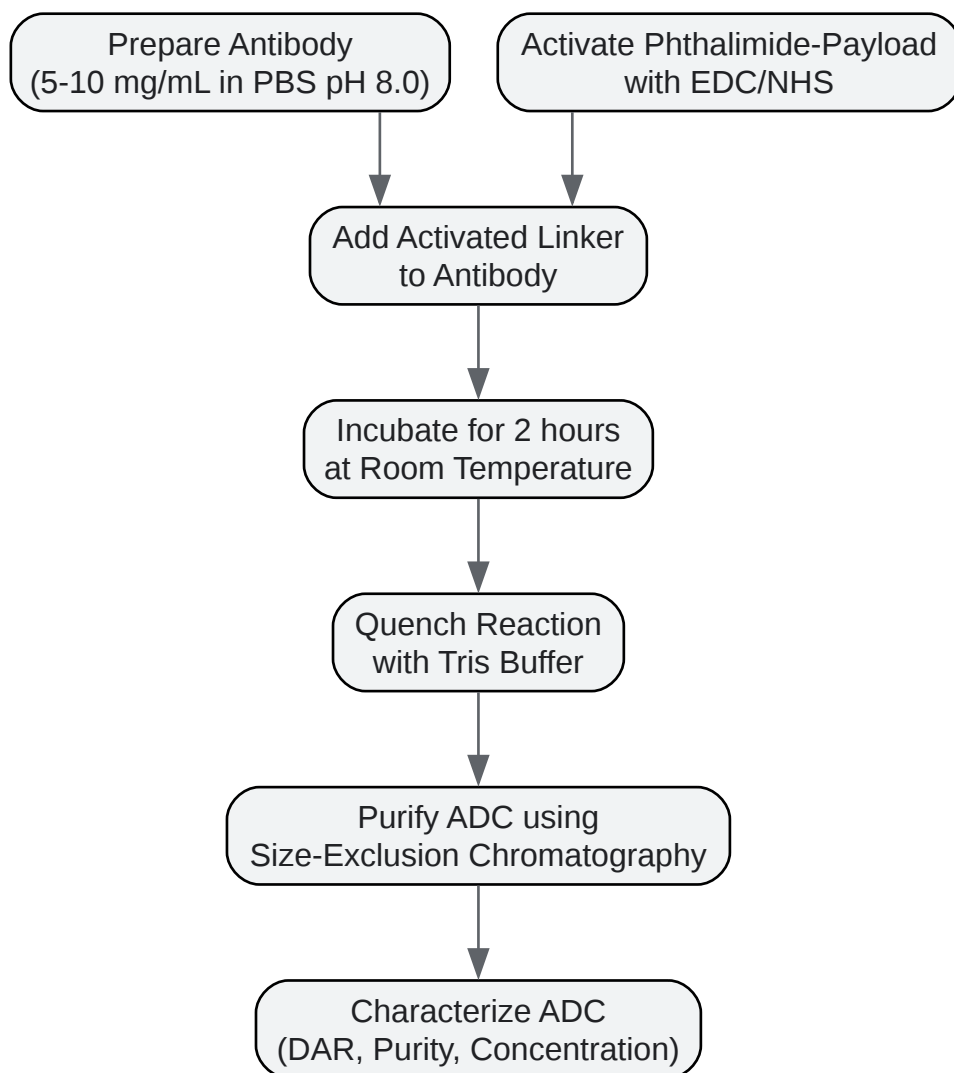 Prepare Antibody
(5-10 mg/mL in PBS pH 8.0)
Activate Phthalimide-Payload
with EDC/NHS
Add Activated Linker
to Antibody
Incubate for 2 hours
at Room Temperature
Quench Reaction
with Tris Buffer
Purify ADC using
Size-Exclusion Chromatography
Characterize ADC
(DAR, Purity, Concentration)